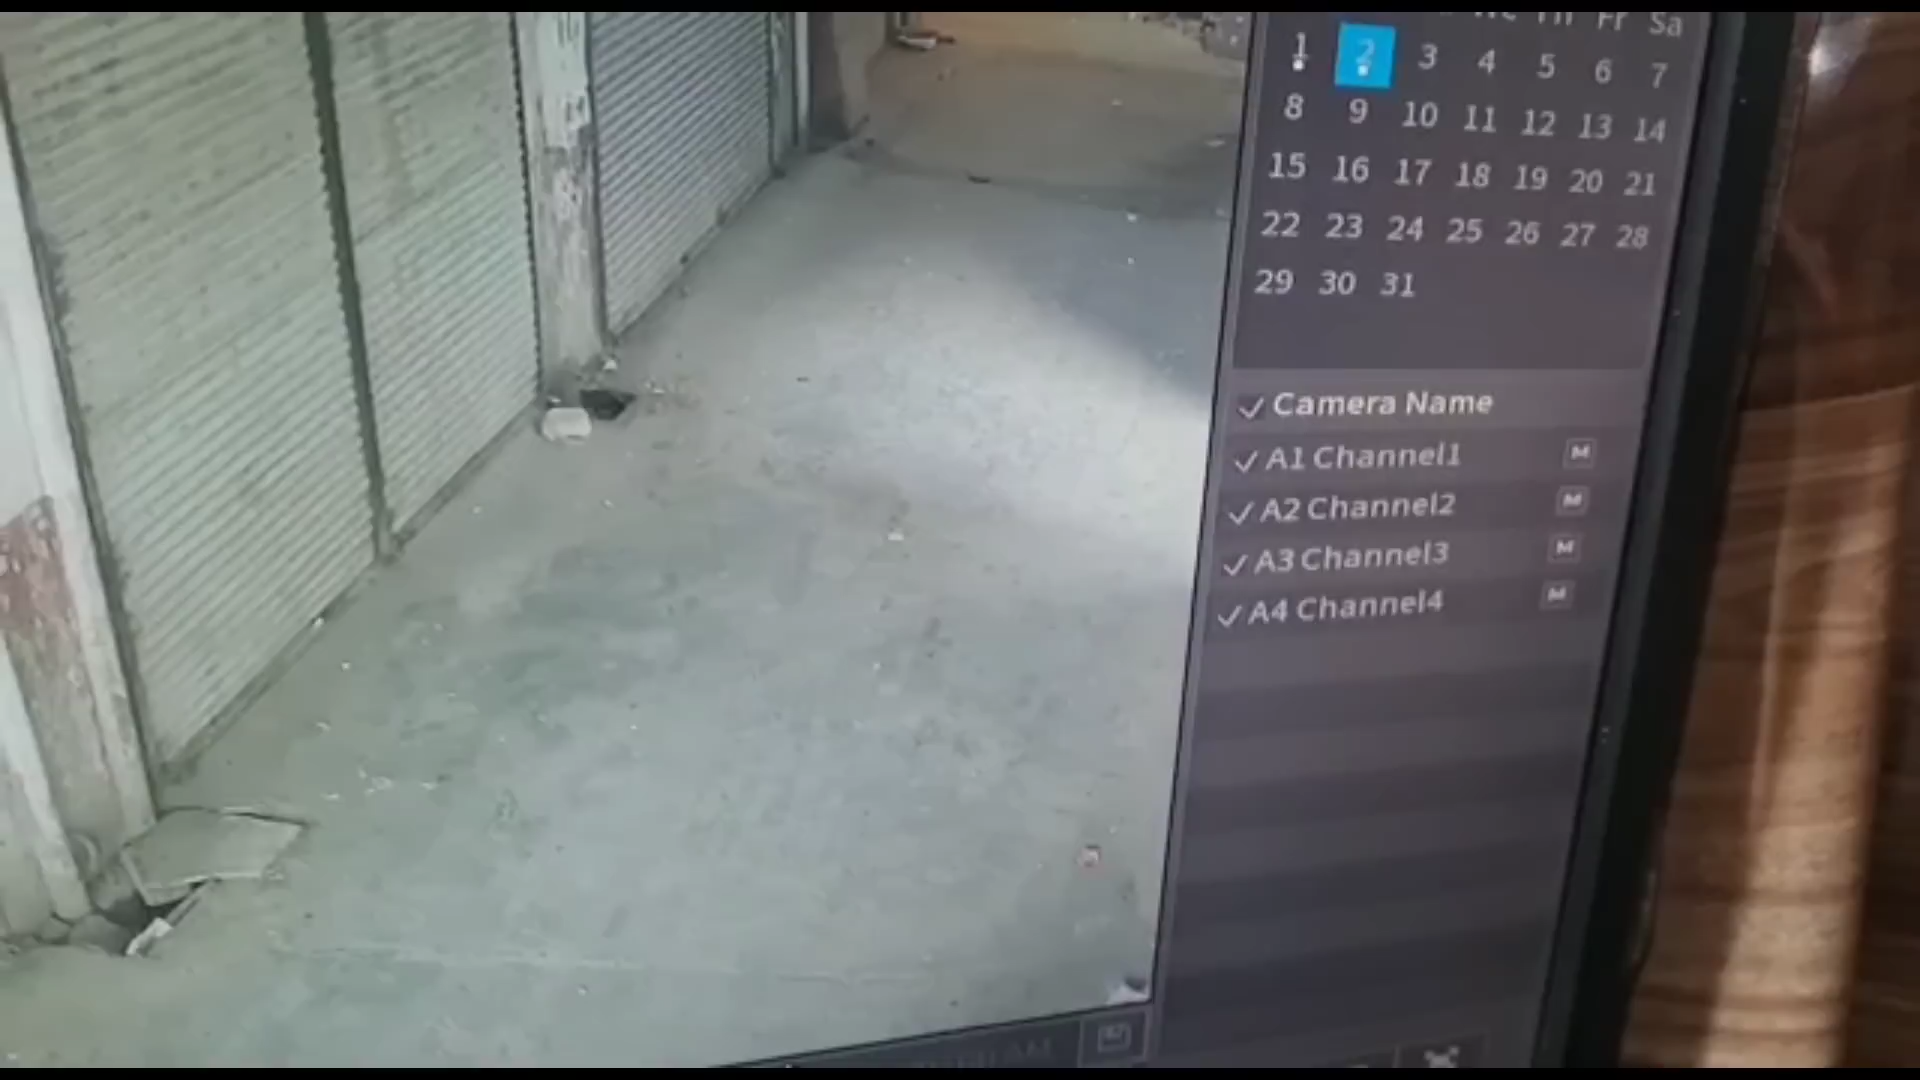 We Th Fr Sa
1 2 3 4 5 6 7
8 9 10 11 12 13 14
15 16 17 18 19 20 21
22 23 24 25 26 27 28
29 30 31
Camera Name
A1 Channel1 M
A2 Channel2 M
A3 Channel3 M
A4 Channel4 M